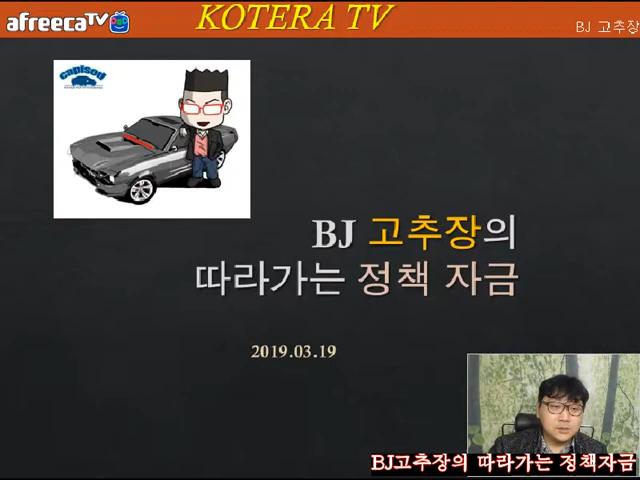 afreecaTV
KOTERA TV
BJ 고추장
capisod
BJ 고추장의
따라가는 정책 자금
2019.03.19
BJ고추장의 따라가는 정책자금